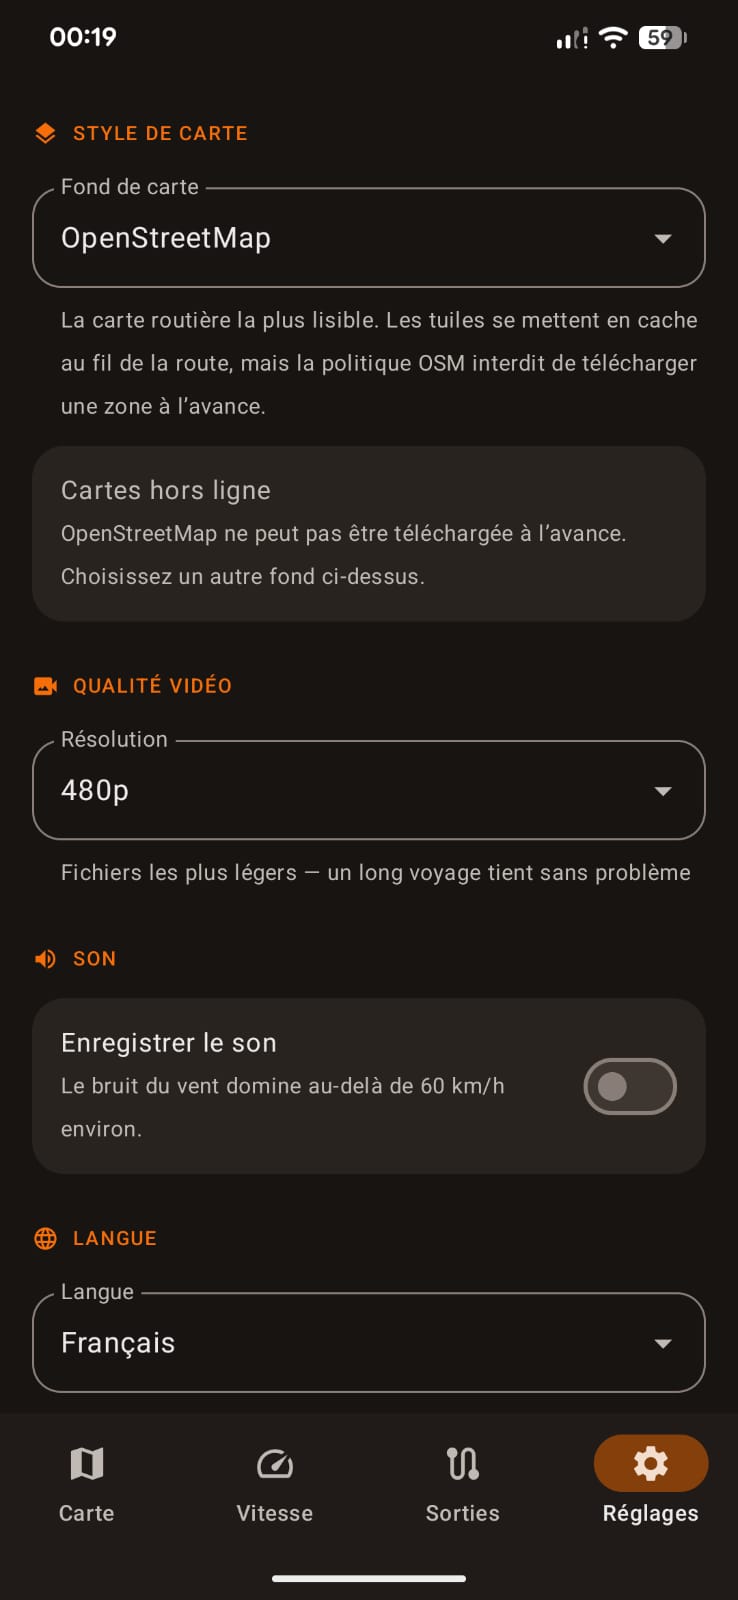 00:19
59
STYLE DE CARTE
Fond de carte
OpenStreetMap
La carte routière la plus lisible. Les tuiles se mettent en cache
au fil de la route, mais la politique OSM interdit de télécharger
une zone à l’avance.
Cartes hors ligne
OpenStreetMap ne peut pas être téléchargée à l’avance.
Choisissez un autre fond ci-dessus.
QUALITÉ VIDÉO
Résolution
480p
Fichiers les plus légers — un long voyage tient sans problème
SON
Enregistrer le son
Le bruit du vent domine au-delà de 60 km/h
environ.
LANGUE
Langue
Français
Carte
Vitesse
Sorties
Réglages